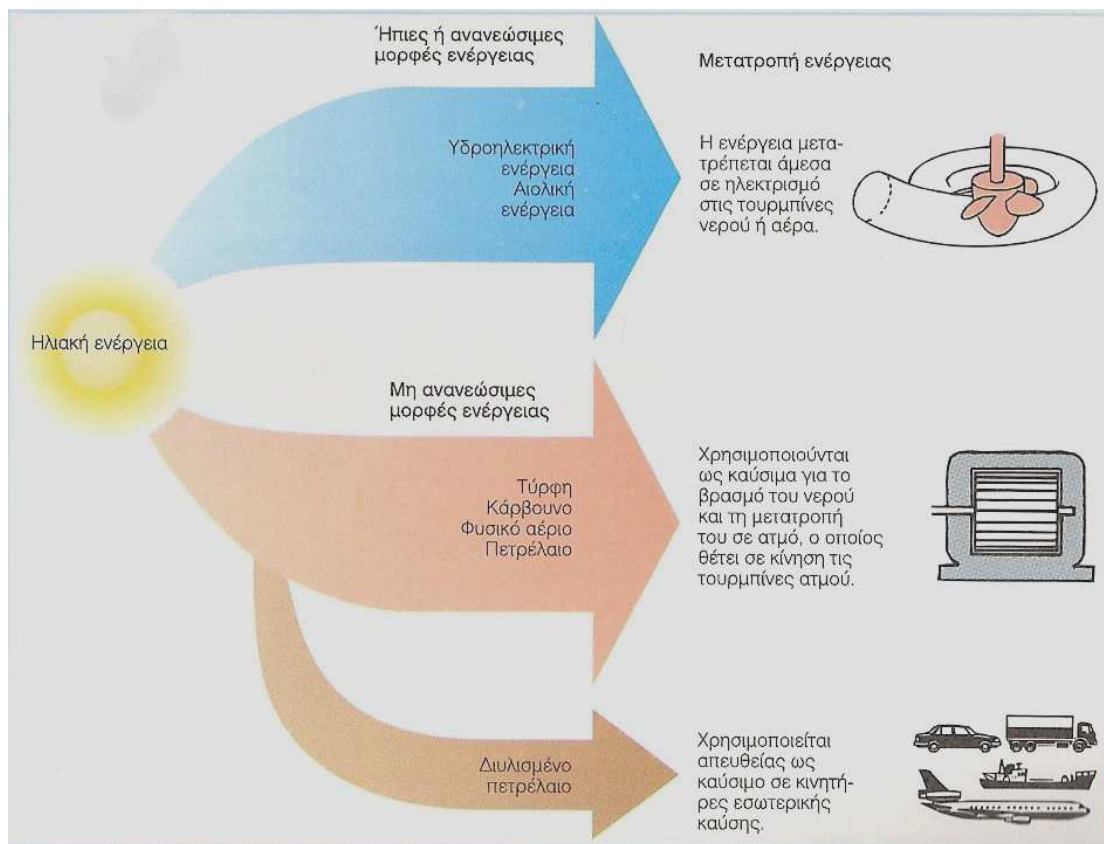 Ήπιες ή ανανεώσιμες
μορφές ενέργειας
Μετατροπή ενέργειας
Υδροηλεκτρική
ενέργεια
Αιολική
ενέργεια
Η ενέργεια μετα-
τρέπεται άμεσα
σε ηλεκτρισμό
στις τουρμπίνες
νερού ή αέρα.
Ηλιακή ενέργεια
Μη ανανεώσιμες
μορφές ενέργειας
Τύρφη
Κάρβουνο
Φυσικό αέριο
Πετρέλαιο
Χρησιμοποιούνται
ως καύσιμα για το
βρασμό του νερού
και τη μετατροπή
του σε ατμό, ο οποίος
θέτει σε κίνηση τις
τουρμπίνες ατμού.
Διυλισμένο
πετρέλαιο
Χρησιμοποιείται
απευθείας ως
καύσιμο σε κινητή-
ρες εσωτερικής
καύσης.